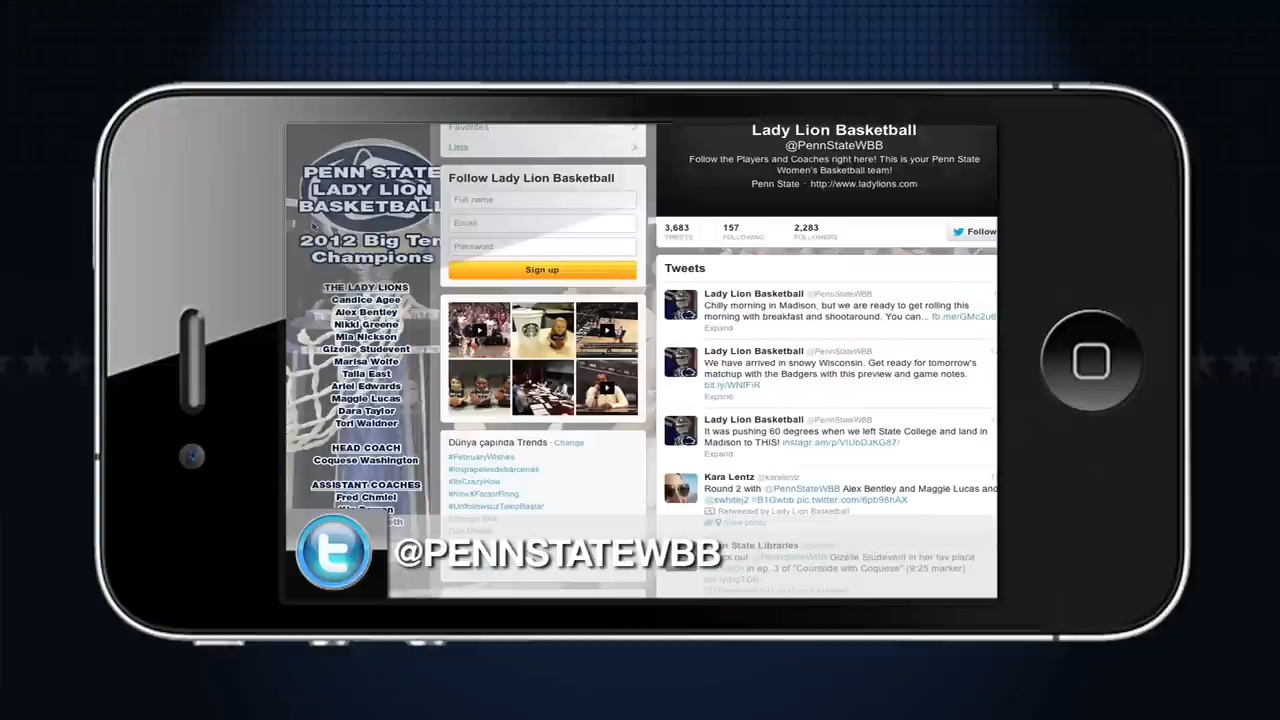 PENN STATE
LADY LION
BASKETBALL
2012 Big Ten
Champions
THE LADY LIONS
Candice Agee
Alex Bentley
Nikki Greene
Mia Nickson
Gizelle Studevent
Marisa Wolfe
Talia East
Ariel Edwards
Maggie Lucas
Dara Taylor
Tori Waldner
HEAD COACH
Coquese Washington
ASSISTANT COACHES
Fred Chmiel
Favorites
Lists
Follow Lady Lion Basketball
Full name
Email
Password
Sign up
Dünya çapında Trends · Change
#FebruaryWishes
#lospapelesdebárcenas
#ItsCrazyHow
#UnfollowsuzTakipBaşlar
Lady Lion Basketball
@PennStateWBB
Follow the Players and Coaches right here! This is your Penn State
Women's Basketball team!
Penn State · http://www.ladylions.com
3,683 157 2,283
TWEETS FOLLOWING FOLLOWERS
Follow
Tweets
Lady Lion Basketball @PennStateWBB
Chilly morning in Madison, but we are ready to get rolling this
morning with breakfast and shootaround. You can... fb.me/GMc2u6
Expand
Lady Lion Basketball @PennStateWBB
We have arrived in snowy Wisconsin. Get ready for tomorrow's
matchup with the Badgers with this preview and game notes.
bit.ly/WNfFiR
Expand
Lady Lion Basketball @PennStateWBB
It was pushing 60 degrees when we left State College and land in
Madison to THIS! instagr.am/p/VIUbDJKG87/
Expand
Kara Lentz @karalentz
Round 2 with @PennStateWBB Alex Bentley and Maggie Lucas and
@swhitej2 #B1Gwbb pic.twitter.com/6pb98hAX
Retweeted by Lady Lion Basketball
View photo
State Libraries
out @PennStateWBB Gizelle Studevent in her fav place
in ep. 3 of "Courtside with Coquese" (9:25 marker)
@PENNSTATEWBB